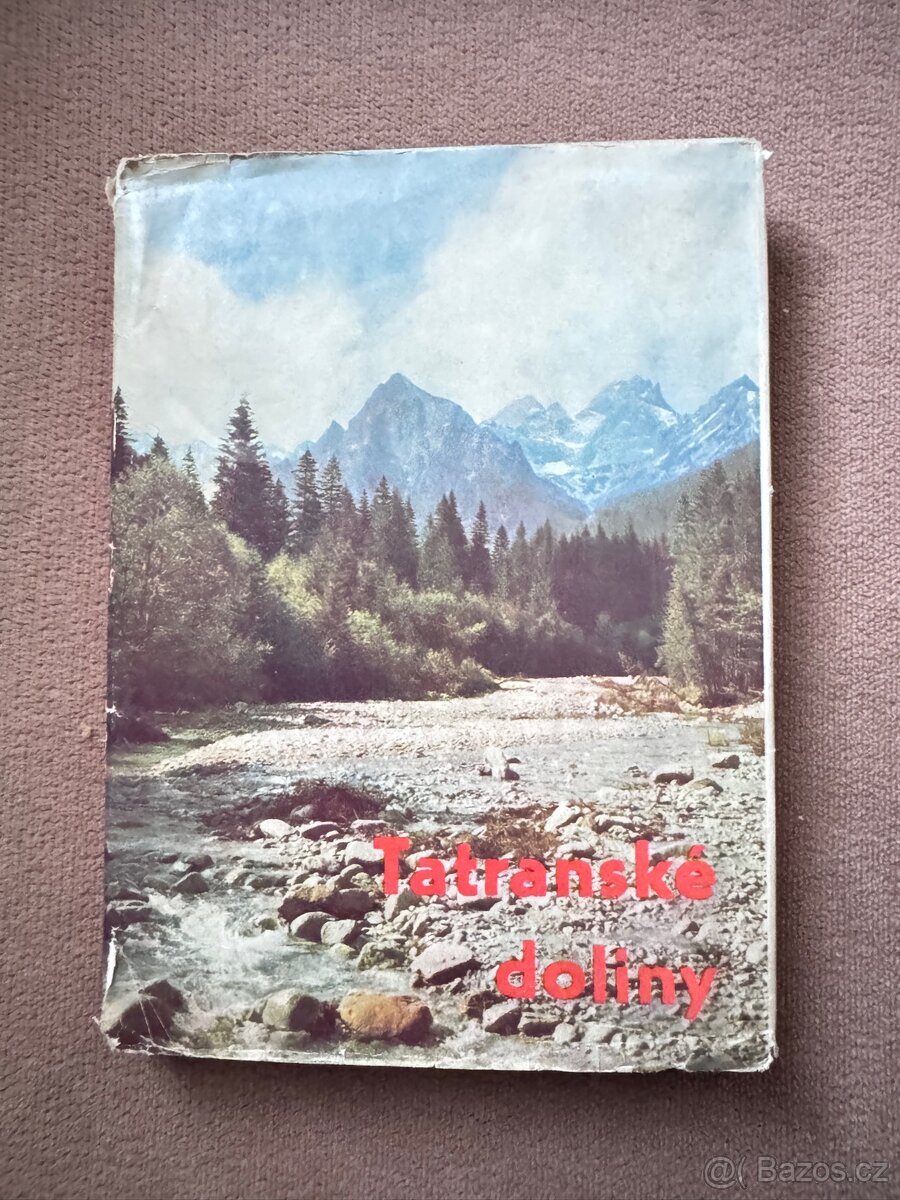 Tatranské
doliny
@( Bazos.cz